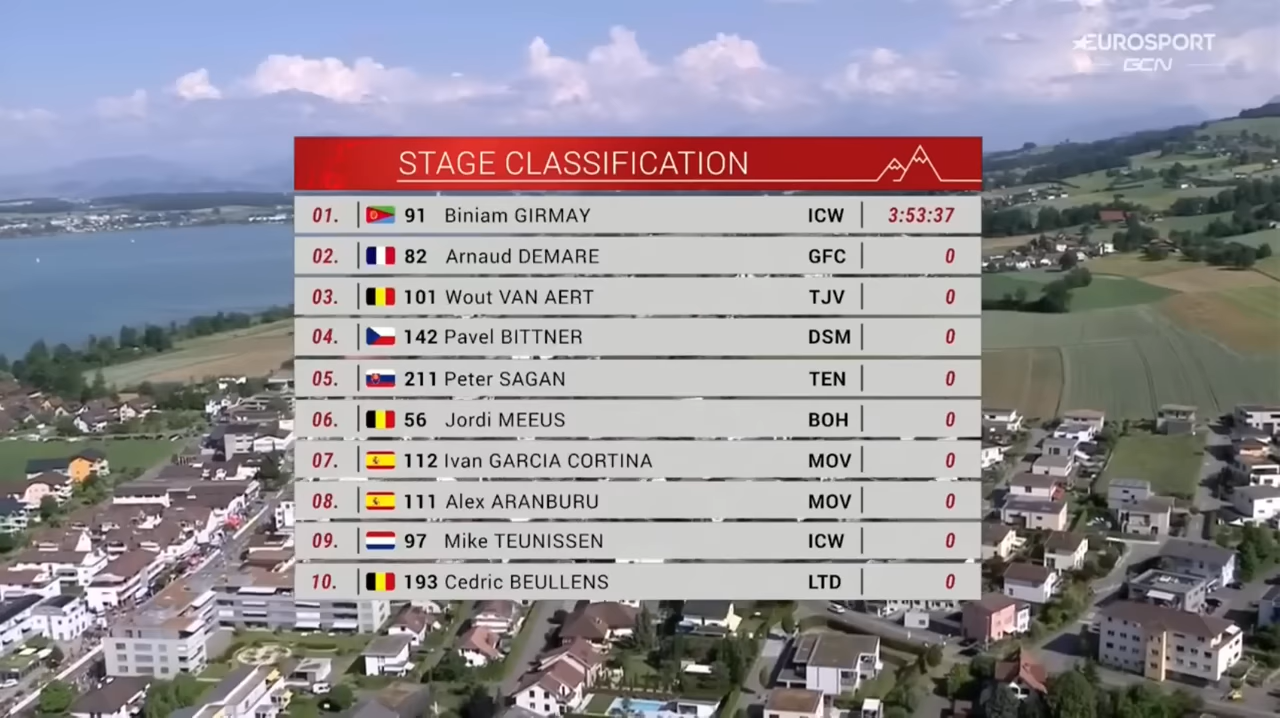 EUROSPORT
GCN
STAGE CLASSIFICATION
01. 91 Biniam GIRMAY ICW 3:53:37
02. 82 Arnaud DEMARE GFC 0
03. 101 Wout VAN AERT TJV 0
04. 142 Pavel BITTNER DSM 0
05. 211 Peter SAGAN TEN 0
06. 56 Jordi MEEUS BOH 0
07. 112 Ivan GARCIA CORTINA MOV 0
08. 111 Alex ARANBURU MOV 0
09. 97 Mike TEUNISSEN ICW 0
10. 193 Cedric BEULLENS LTD 0